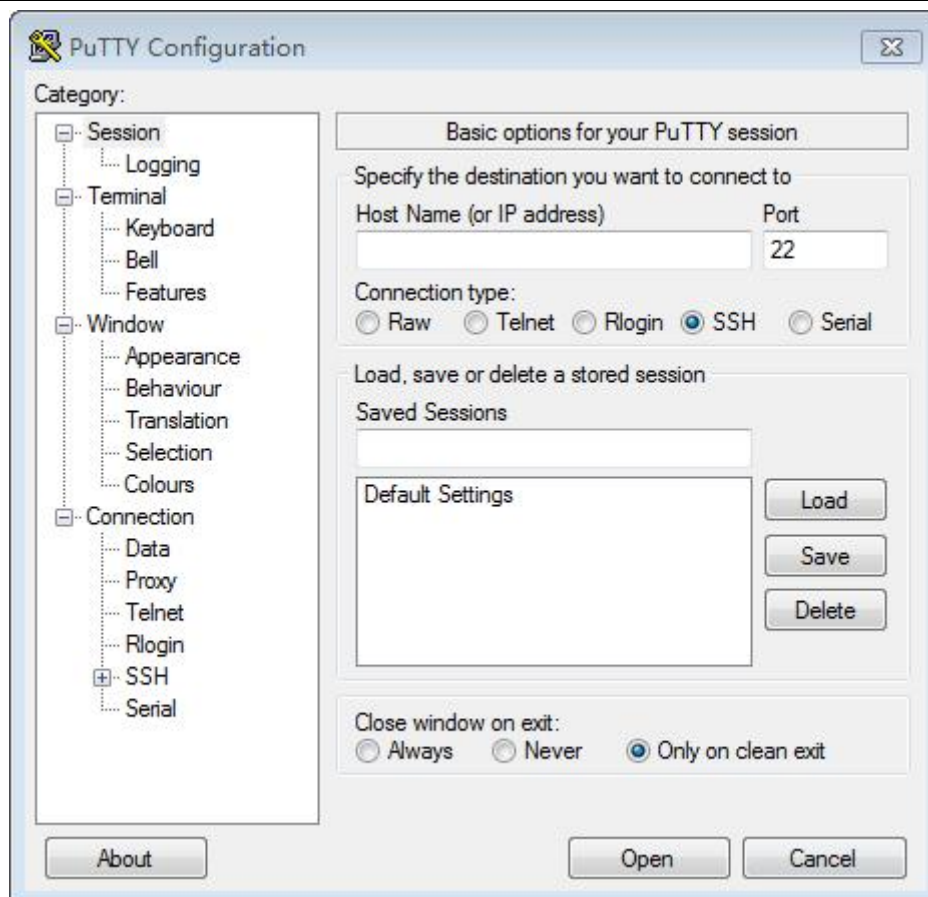 PuTTY Configuration
Category:
Session
Logging
Terminal
Keyboard
Bell
Features
Window
Appearance
Behaviour
Translation
Selection
Colours
Connection
Data
Proxy
Telnet
Rlogin
SSH
Serial
Basic options for your PuTTY session
Specify the destination you want to connect to
Host Name (or IP address) Port
22
Connection type:
Raw Telnet Rlogin SSH Serial
Load, save or delete a stored session
Saved Sessions
Default Settings
Load
Save
Delete
Close window on exit:
Always Never Only on clean exit
About Open Cancel